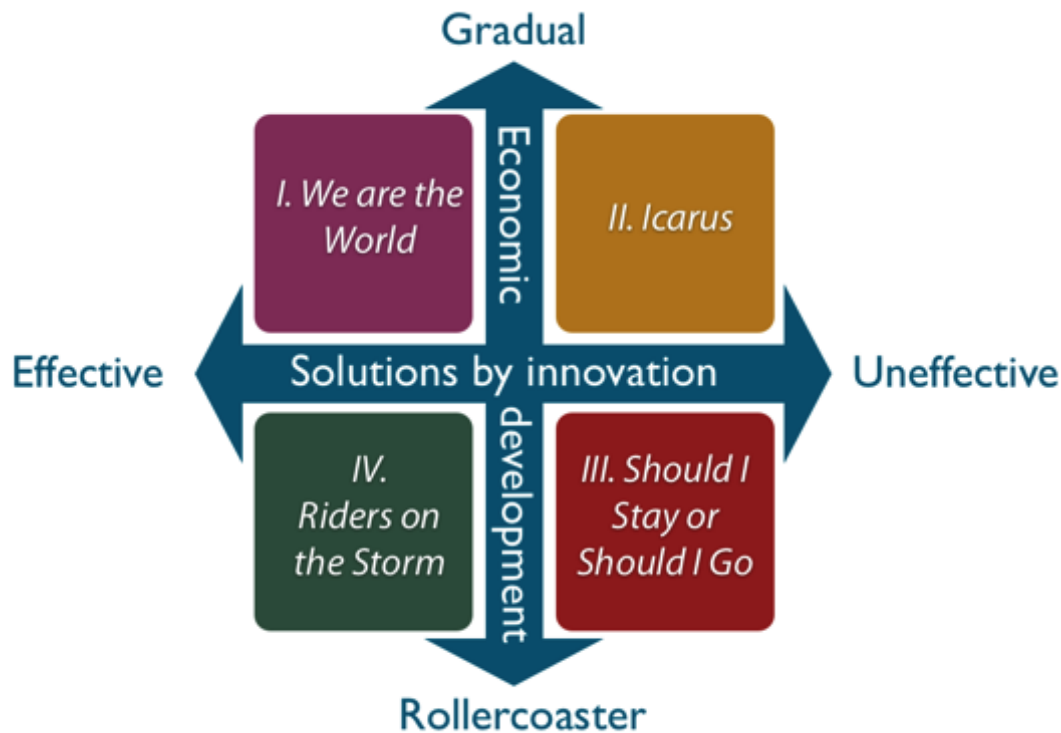 Gradual
Economic
I. We are the
World
II. Icarus
Effective
Solutions by innovation
Uneffective
development
IV.
Riders on
the Storm
III. Should I
Stay or
Should I Go
Rollercoaster